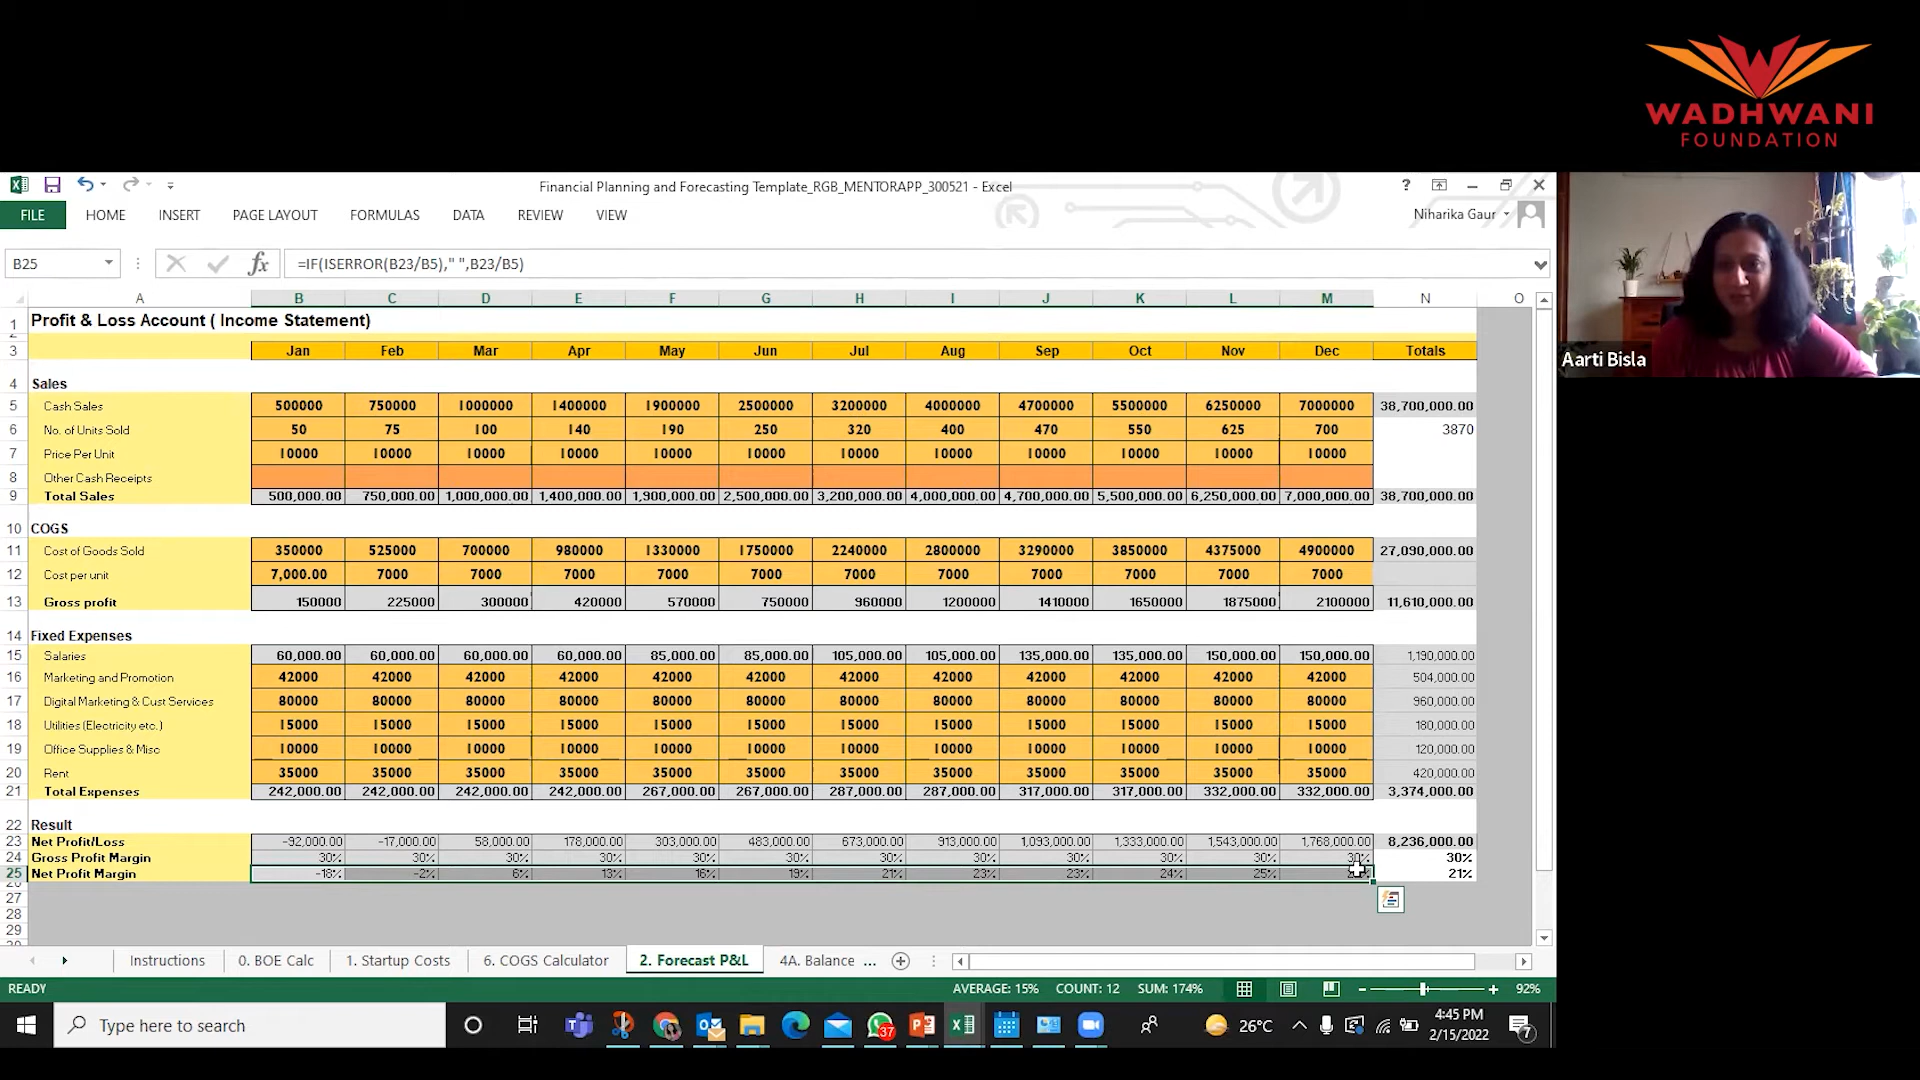 WADHWANI
FOUNDATION
Financial Planning and Forecasting Template_RGB_MENTORAPP_300521 - Excel
?
FILE HOME INSERT PAGE LAYOUT FORMULAS DATA REVIEW VIEW Niharika Gaur
B25 fx =IF(ISERROR(B23/B5)," ",B23/B5)
A B C D E F G H I J K L M N O
1 Profit & Loss Account ( Income Statement)
3 Jan Feb Mar Apr May Jun Jul Aug Sep Oct Nov Dec Totals
4 Sales
5 Cash Sales 500000 750000 1000000 1400000 1900000 2500000 3200000 4000000 4700000 5500000 6250000 7000000 38,700,000.00
6 No. of Units Sold 50 75 100 140 190 250 320 400 470 550 625 700 3870
7 Price Per Unit 10000 10000 10000 10000 10000 10000 10000 10000 10000 10000 10000 10000
8 Other Cash Receipts
9 Total Sales 500,000.00 750,000.00 1,000,000.00 1,400,000.00 1,900,000.00 2,500,000.00 3,200,000.00 4,000,000.00 4,700,000.00 5,500,000.00 6,250,000.00 7,000,000.00 38,700,000.00
10 COGS
11 Cost of Goods Sold 350000 525000 700000 980000 1330000 1750000 2240000 2800000 3290000 3850000 4375000 4900000 27,090,000.00
12 Cost per unit 7,000.00 7000 7000 7000 7000 7000 7000 7000 7000 7000 7000 7000
13 Gross profit 150000 225000 300000 420000 570000 750000 960000 1200000 1410000 1650000 1875000 2100000 11,610,000.00
14 Fixed Expenses
15 Salaries 60,000.00 60,000.00 60,000.00 60,000.00 85,000.00 85,000.00 105,000.00 105,000.00 135,000.00 135,000.00 150,000.00 150,000.00 1,190,000.00
16 Marketing and Promotion 42000 42000 42000 42000 42000 42000 42000 42000 42000 42000 42000 42000 504,000.00
17 Digital Marketing & Cust Services 80000 80000 80000 80000 80000 80000 80000 80000 80000 80000 80000 80000 960,000.00
18 Utilities (Electricity etc.) 15000 15000 15000 15000 15000 15000 15000 15000 15000 15000 15000 15000 180,000.00
19 Office Supplies & Misc 10000 10000 10000 10000 10000 10000 10000 10000 10000 10000 10000 10000 120,000.00
20 Rent 35000 35000 35000 35000 35000 35000 35000 35000 35000 35000 35000 35000 420,000.00
21 Total Expenses 242,000.00 242,000.00 242,000.00 242,000.00 267,000.00 267,000.00 287,000.00 287,000.00 317,000.00 317,000.00 332,000.00 332,000.00 3,374,000.00
22 Result
23 Net Profit/Loss -92,000.00 -17,000.00 58,000.00 178,000.00 303,000.00 483,000.00 673,000.00 913,000.00 1,093,000.00 1,333,000.00 1,543,000.00 1,768,000.00 8,236,000.00
24 Gross Profit Margin 30% 30% 30% 30% 30% 30% 30% 30% 30% 30% 30% 30% 30%
25 Net Profit Margin -18% -2% 6% 13% 16% 19% 21% 23% 23% 24% 25% 21%
27
28
29
Instructions 0. BOE Calc 1. Startup Costs 6. COGS Calculator 2. Forecast P&L 4A. Balance ...
READY AVERAGE: 15% COUNT: 12 SUM: 174% 92%
Type here to search 37 26°C 4:45 PM
2/15/2022 7
Aarti Bisla